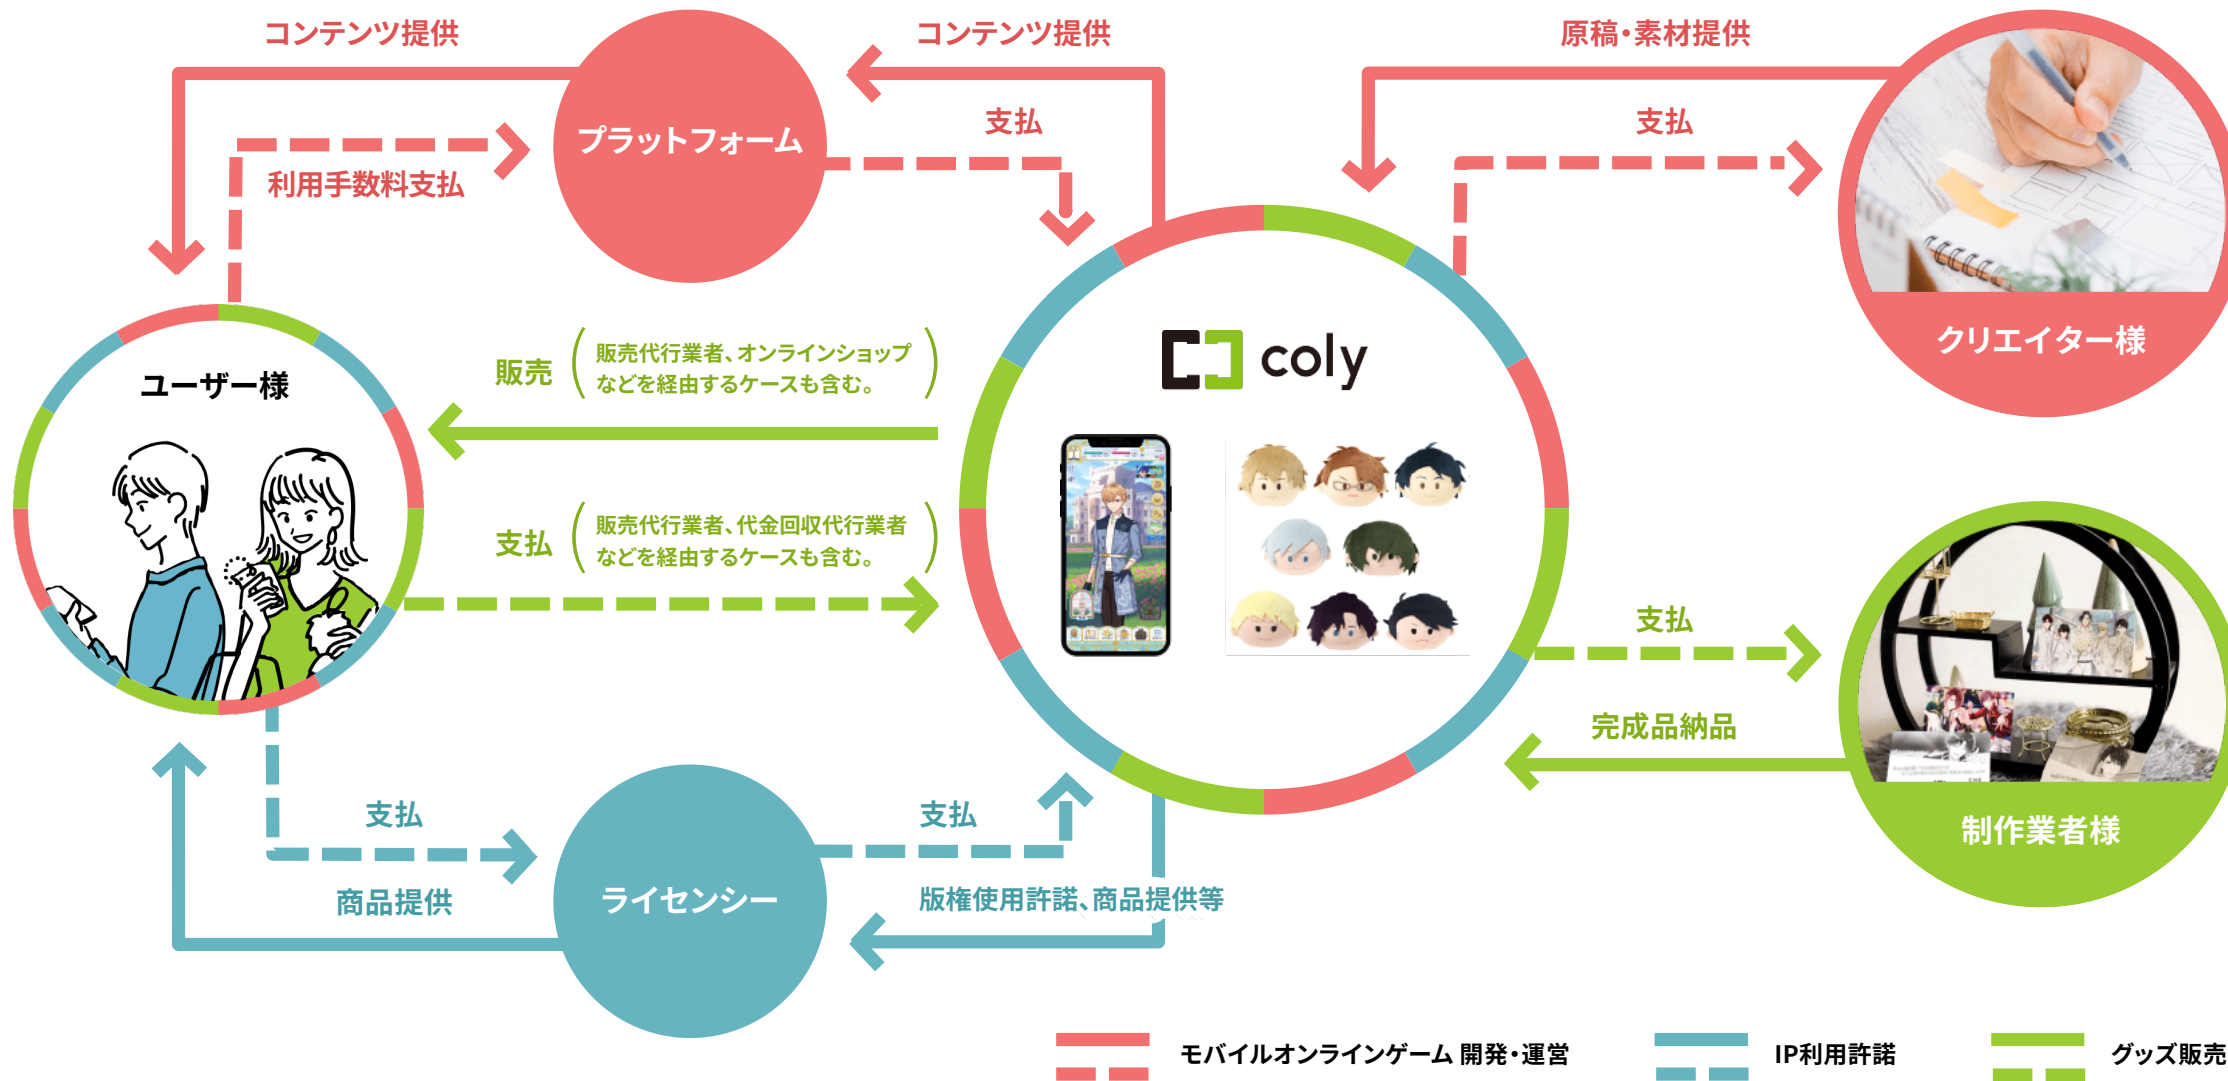 コンテンツ提供
コンテンツ提供
原稿・素材提供
プラットフォーム
支払
支払
利用手数料支払
クリエイター様
販売
販売代行業者、オンラインショップ
などを経由するケースも含む。
coly
ユーザー様
支払
販売代行業者、代金回収代行業者
などを経由するケースも含む。
支払
完成品納品
制作業者様
支払
支払
商品提供
ライセンシー
版権使用許諾、商品提供等
モバイルオンラインゲーム 開発・運営
IP利用許諾
グッズ販売